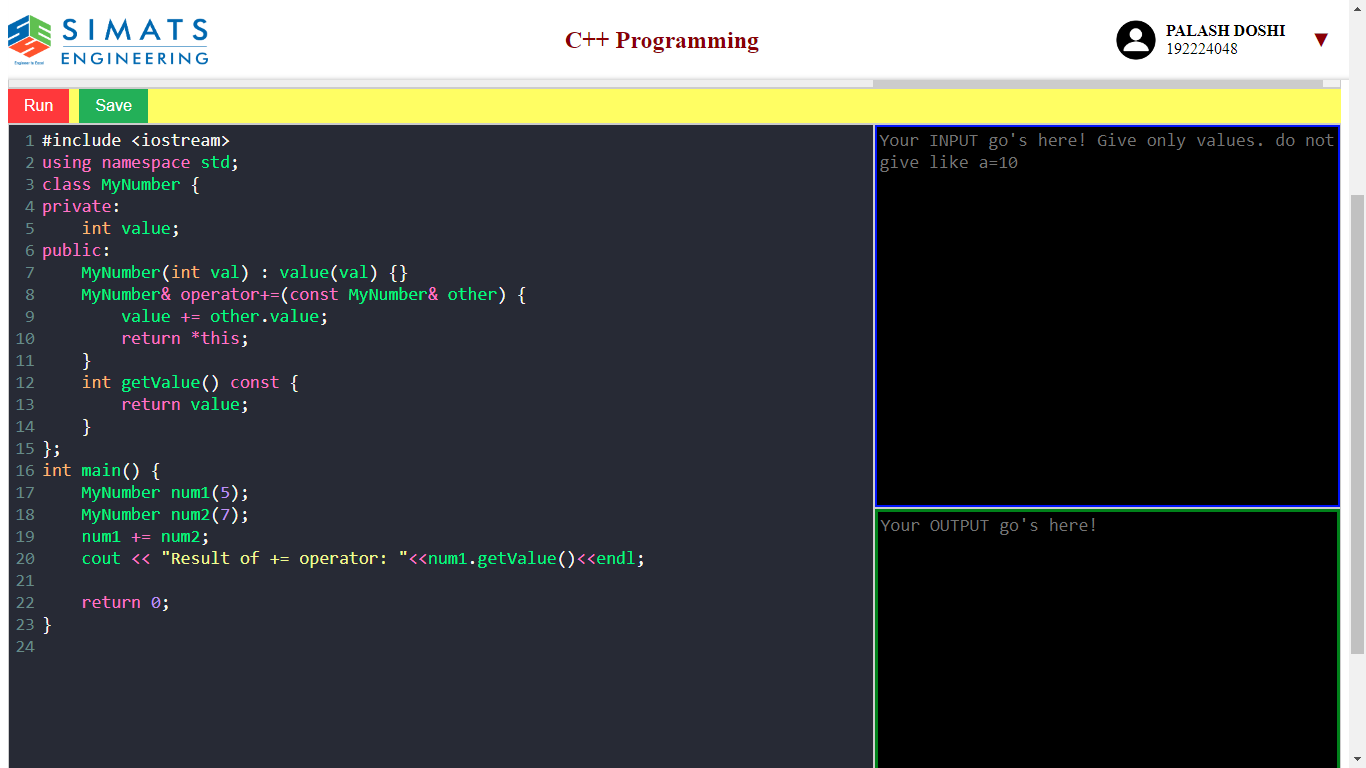 SIMATS
ENGINEERING
Engineer to Excel
C++ Programming
PALASH DOSHI
192224048
▼
Run
Save
1 #include <iostream>
2 using namespace std;
3 class MyNumber {
4 private:
5     int value;
6 public:
7     MyNumber(int val) : value(val) {}
8     MyNumber& operator+=(const MyNumber& other) {
9         value += other.value;
10         return *this;
11     }
12     int getValue() const {
13         return value;
14     }
15 };
16 int main() {
17     MyNumber num1(5);
18     MyNumber num2(7);
19     num1 += num2;
20     cout << "Result of += operator: "<<num1.getValue()<<endl;
21
22     return 0;
23 }
24
Your INPUT go's here! Give only values. do not
give like a=10
Your OUTPUT go's here!